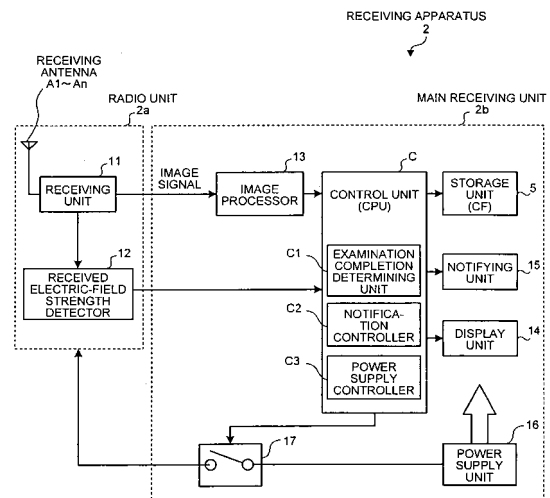 RECEIVING
APPARATUS
2
RECEIVING
ANTENNA
A1~An
RADIO UNIT
2a
MAIN RECEIVING UNIT
2b
11
RECEIVING
UNIT
IMAGE
SIGNAL
13
IMAGE
PROCESSOR
C
CONTROL UNIT
(CPU)
5
STORAGE
UNIT
(CF)
12
RECEIVED
ELECTRIC-FIELD
STRENGTH
DETECTOR
C1
EXAMINATION
COMPLETION
DETERMINING
UNIT
15
NOTIFYING
UNIT
C2
NOTIFICA-
TION
CONTROLLER
14
DISPLAY
UNIT
C3
POWER
SUPPLY
CONTROLLER
17
16
POWER
SUPPLY
UNIT